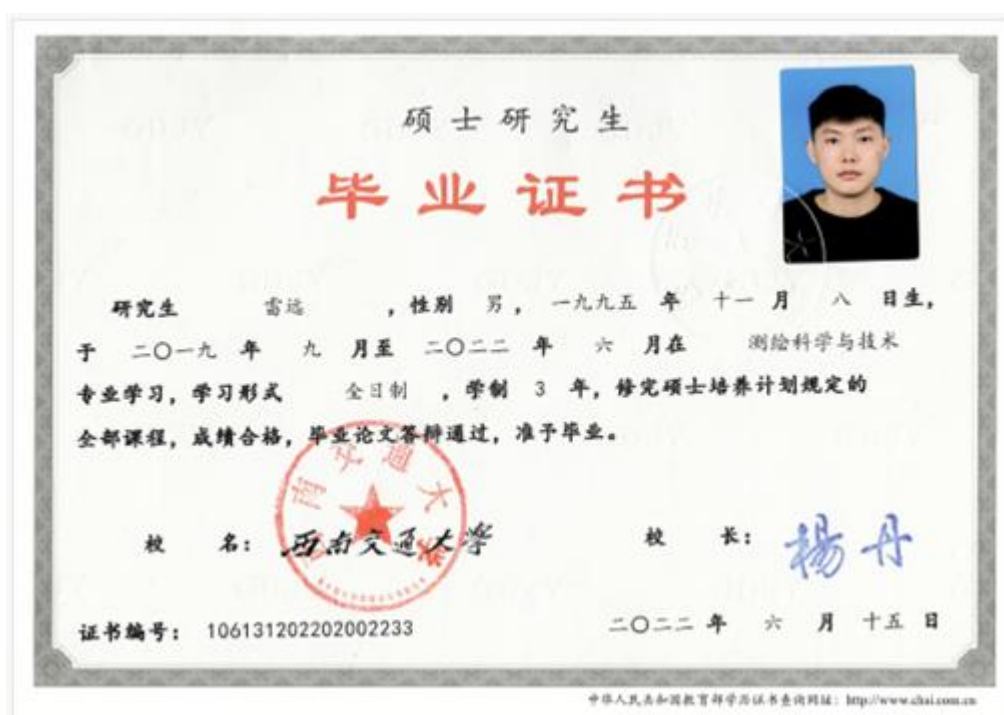 硕士研究生
毕业证书
研究生 雷远 ，性别 男，一九九五 年 十一 月 八 日生，
于 二〇一九 年 九 月至 二〇二二 年 六 月在 测绘科学与技术
专业学习，学习形式 全日制 ，学制 3 年，修完硕士培养计划规定的
全部课程，成绩合格，毕业论文答辩通过，准予毕业。
南交通大学
校 名：西南交通大学
校 长：楊丹
证书编号：106131202202002233
二〇二二 年 六 月 十五 日
中华人民共和国教育部学历证书查询网址：http://www.chsi.com.cn